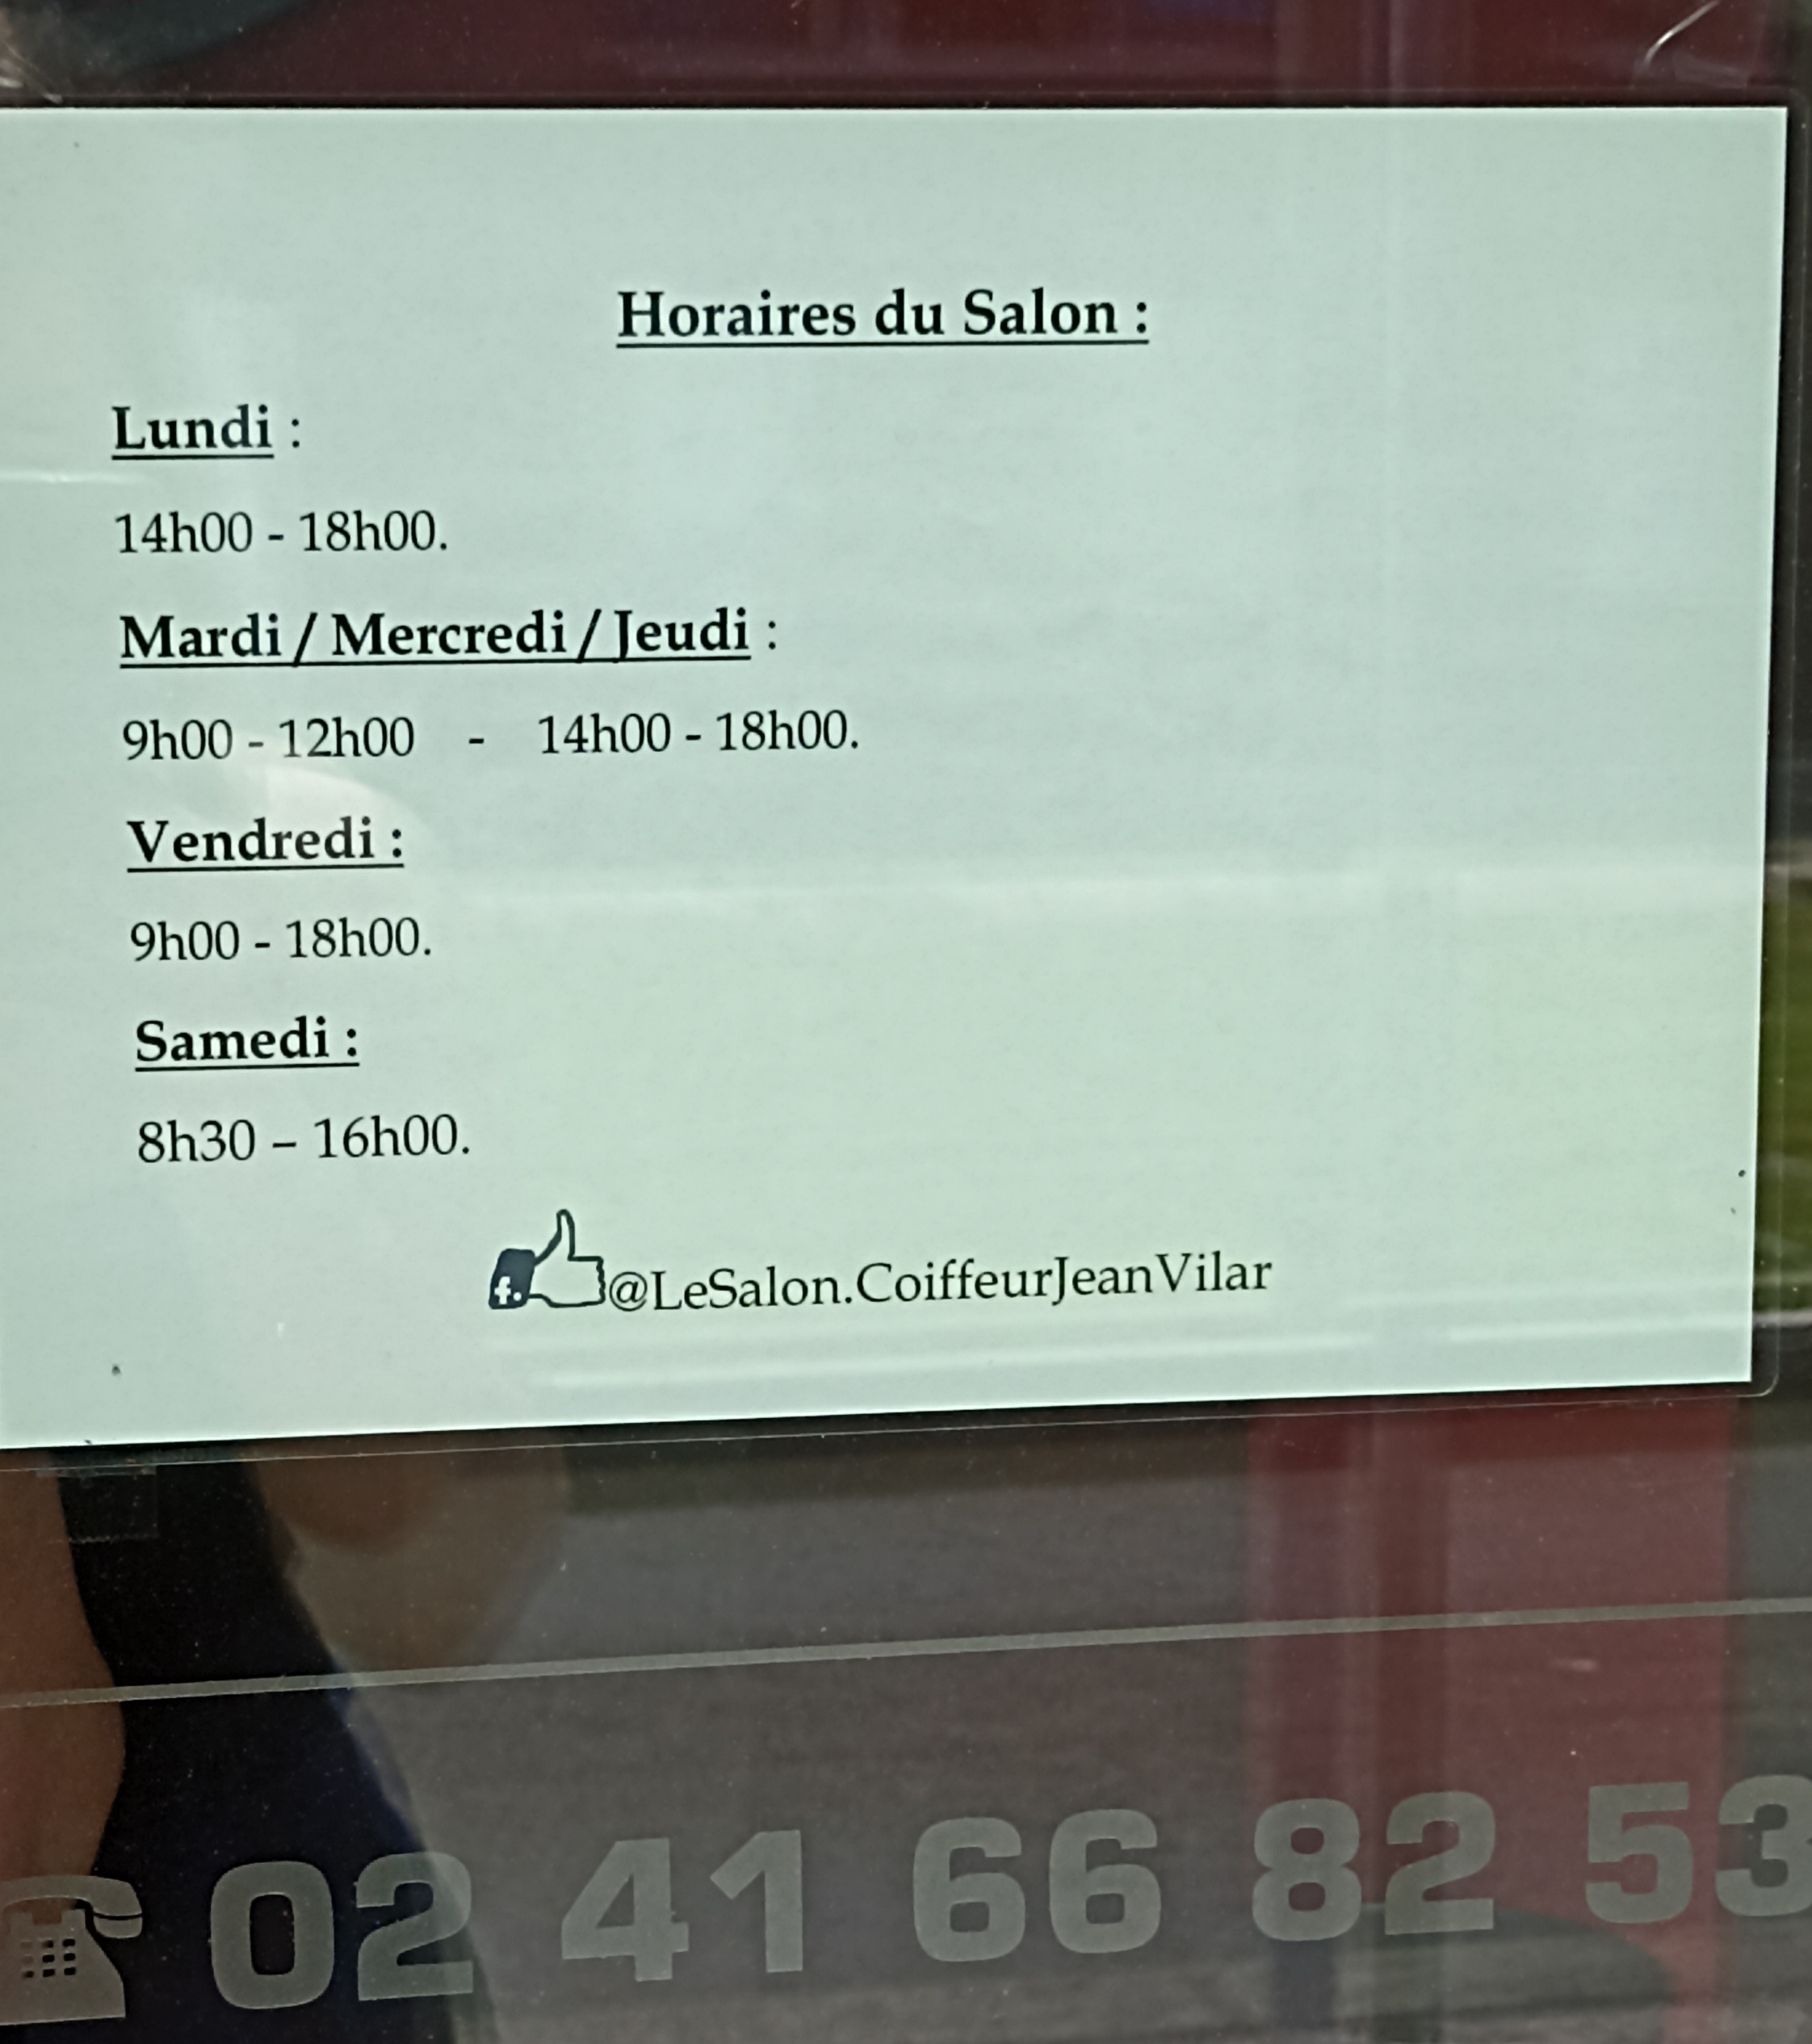 Horaires du Salon :
Lundi :
14h00 - 18h00.
Mardi / Mercredi / Jeudi :
9h00 - 12h00 - 14h00 - 18h00.
Vendredi :
9h00 - 18h00.
Samedi :
8h30 – 16h00.
f. @LeSalon.CoiffeurJeanVilar
02 41 66 82 53